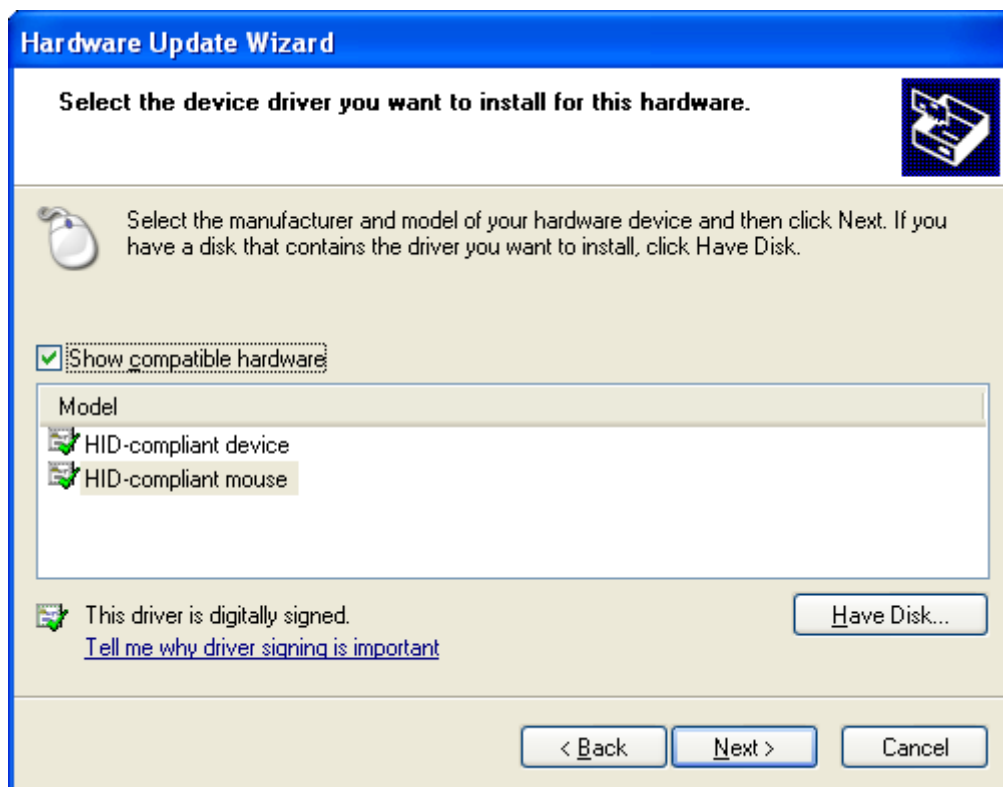 Hardware Update Wizard
Select the device driver you want to install for this hardware.
Select the manufacturer and model of your hardware device and then click Next. If you
have a disk that contains the driver you want to install, click Have Disk.
Show compatible hardware
Model
HID-compliant device
HID-compliant mouse
This driver is digitally signed.
Have Disk...
Tell me why driver signing is important
< Back
Next >
Cancel